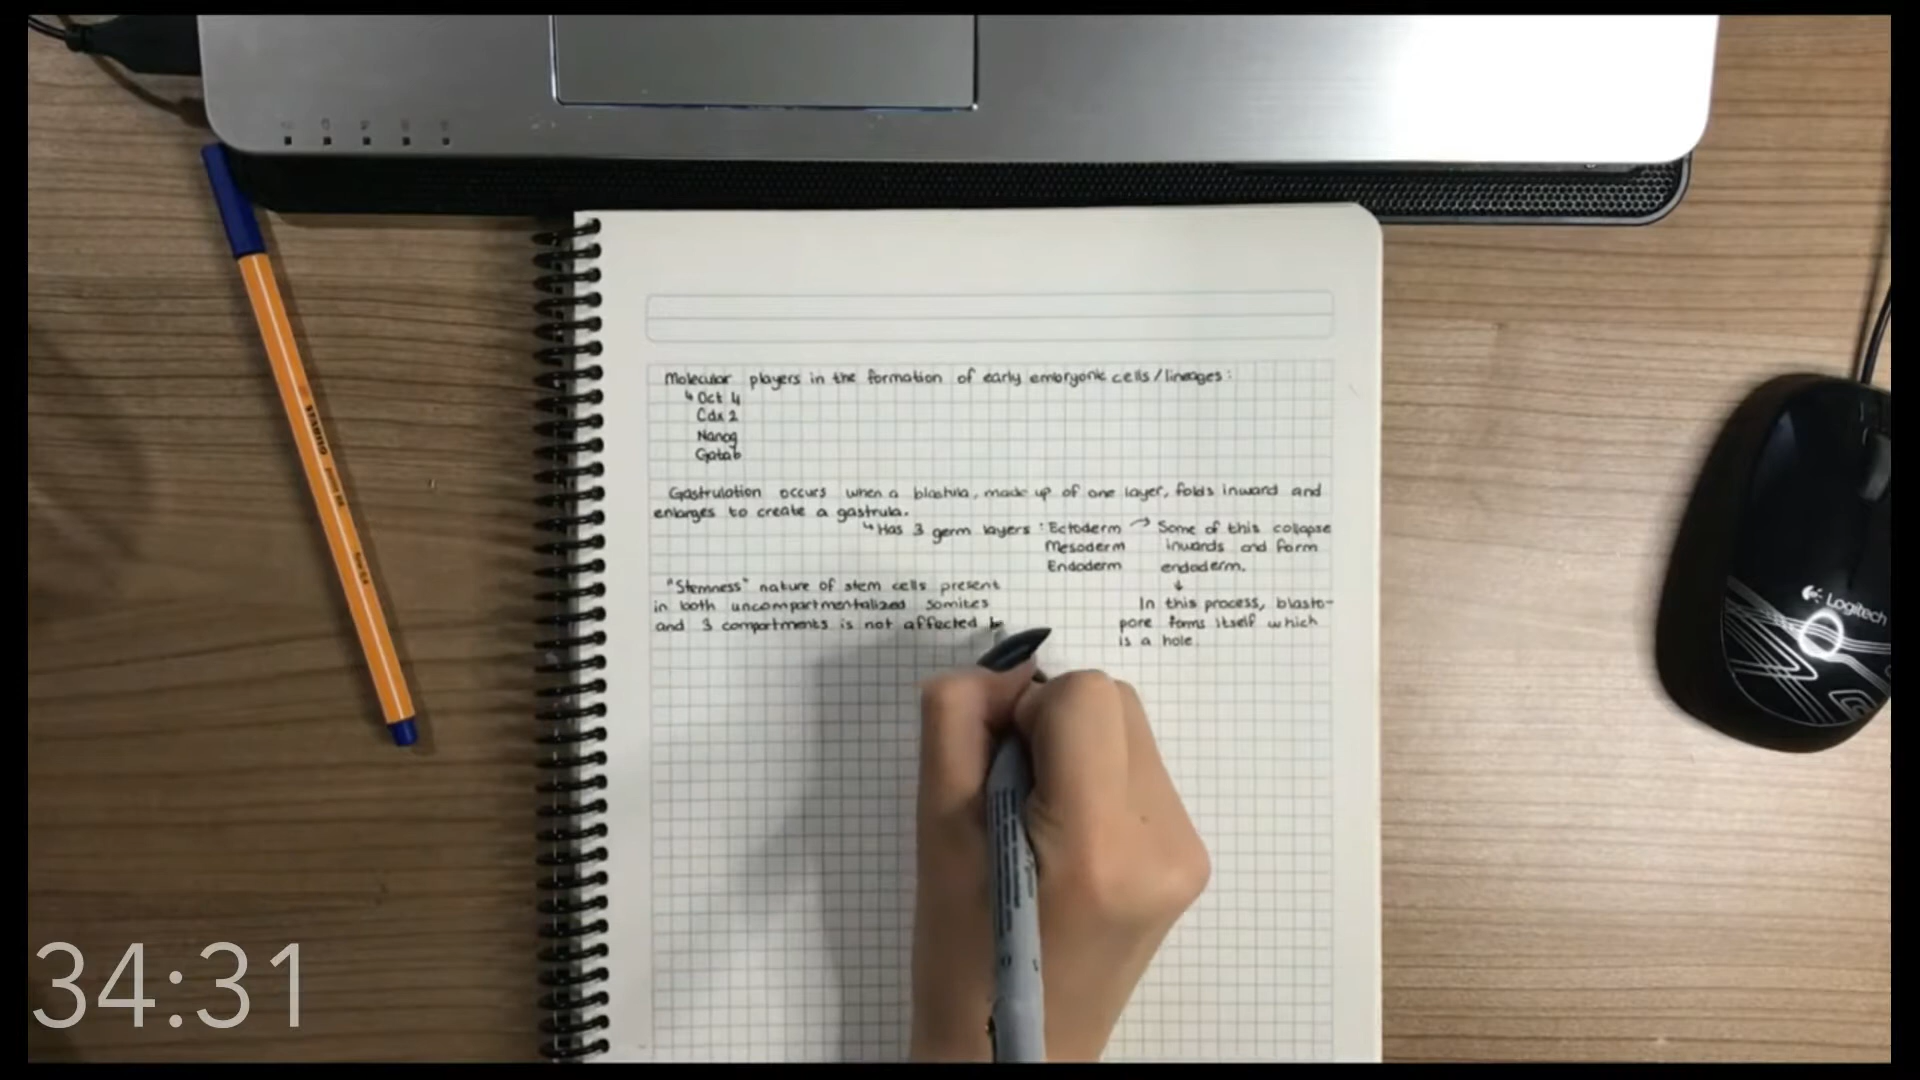 Molecular players in the formation of early embryonic cells/lineages:
↳ Oct 4
Cdx 2
Nanog
Gata6
Gastrulation occurs when a blastula, made up of one layer, folds inward and
enlarges to create a gastrula.
↳ Has 3 germ layers: Ectoderm → Some of this collapse
Mesoderm inwards and form
Endoderm endoderm.
↓
"Stemness" nature of stem cells present
in both uncompartmentalized somites
and 3 compartments is not affected
In this process, blasto-
pore forms itself which
is a hole.
STABILO
Logitech
34:31